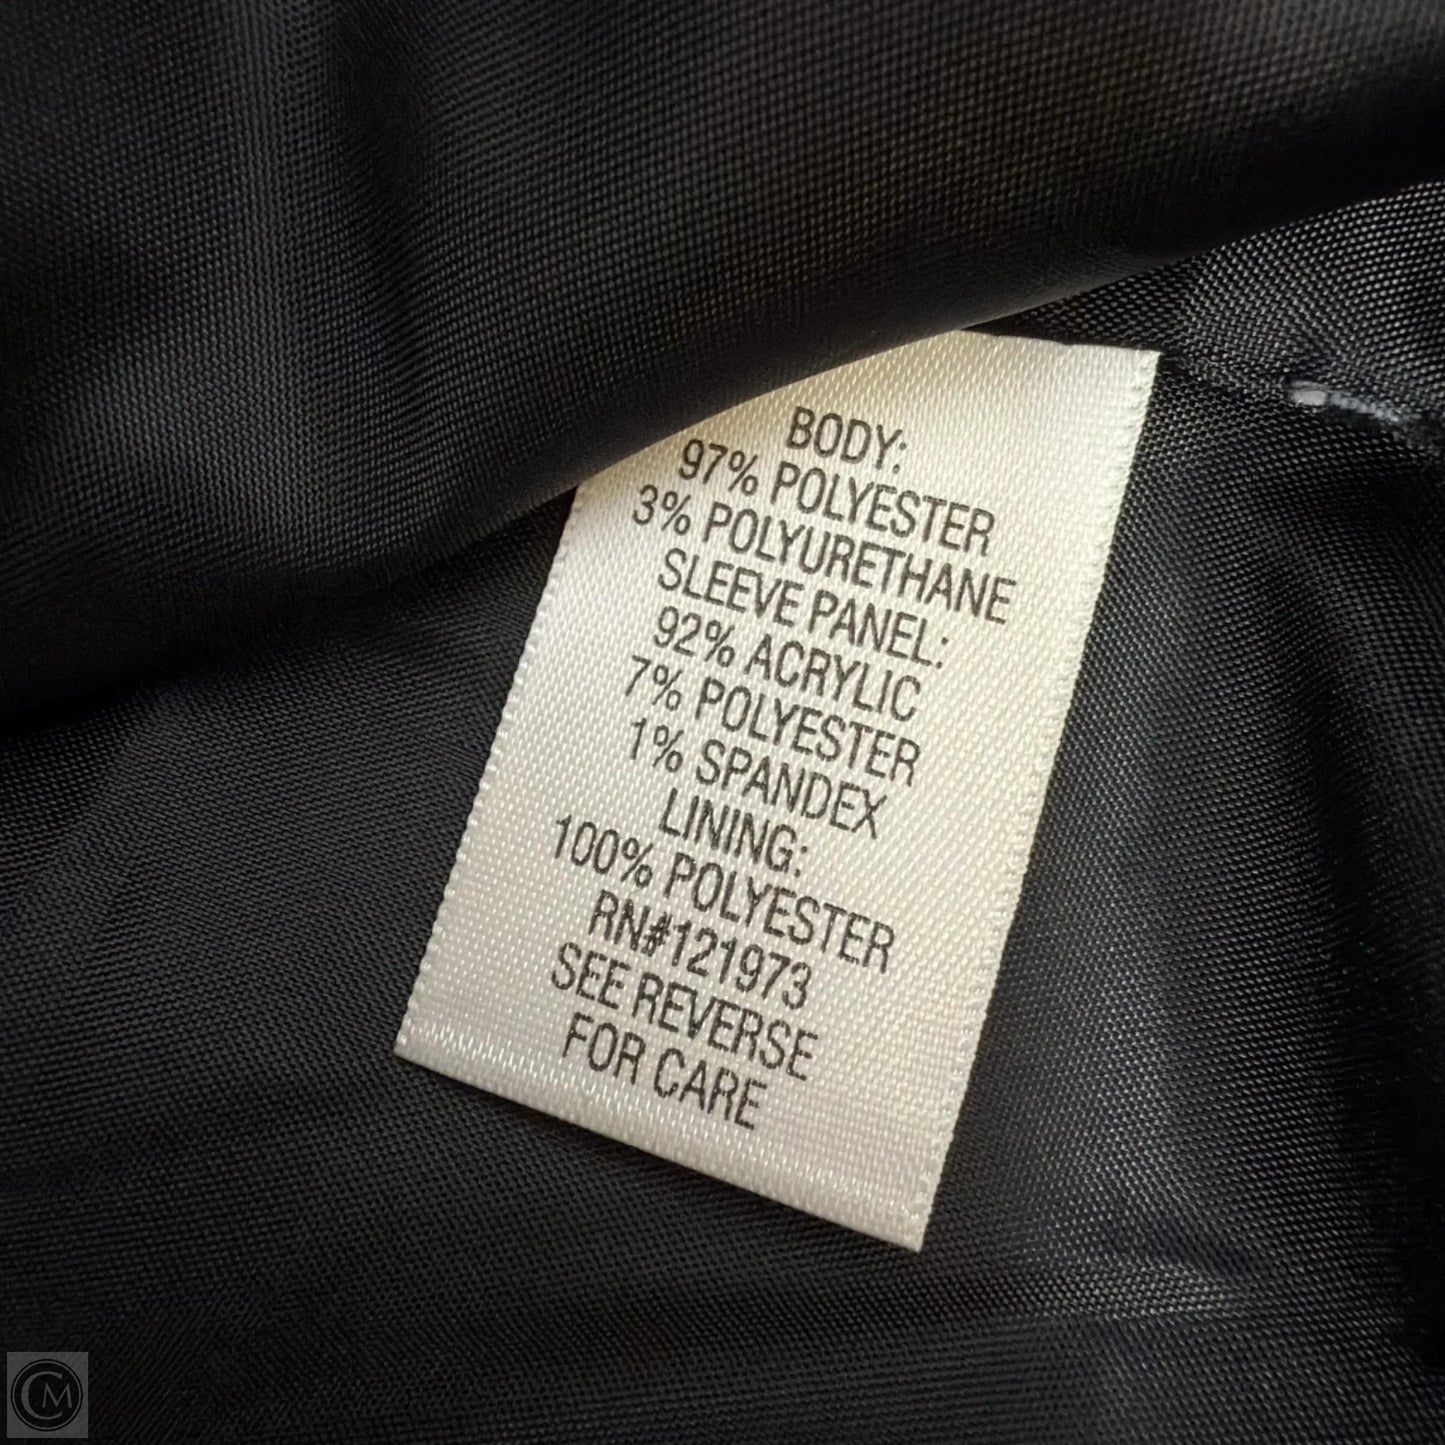 BODY:
97% POLYESTER
3% POLYURETHANE
SLEEVE PANEL:
92% ACRYLIC
7% POLYESTER
1% SPANDEX
LINING:
100% POLYESTER
RN#121973
SEE REVERSE
FOR CARE
CM